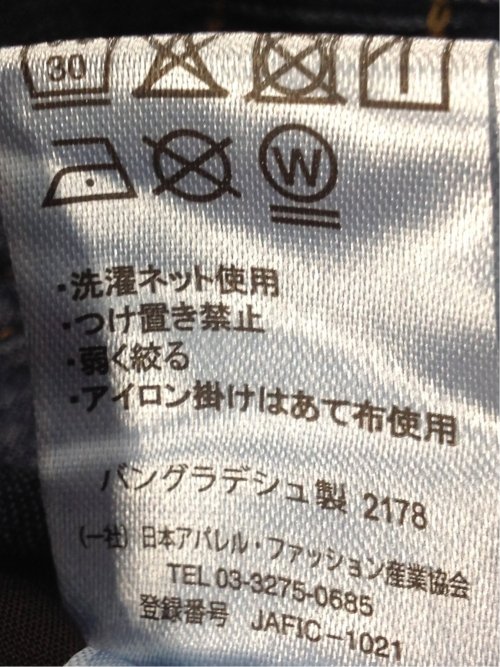 30
W
・洗濯ネット使用
・つけ置き禁止
・弱く絞る
・アイロン掛けはあて布使用
バングラデシュ製 2178
(一社)日本アパレル・ファッション産業協会
TEL 03-3275-0685
登録番号 JAFIC-1021